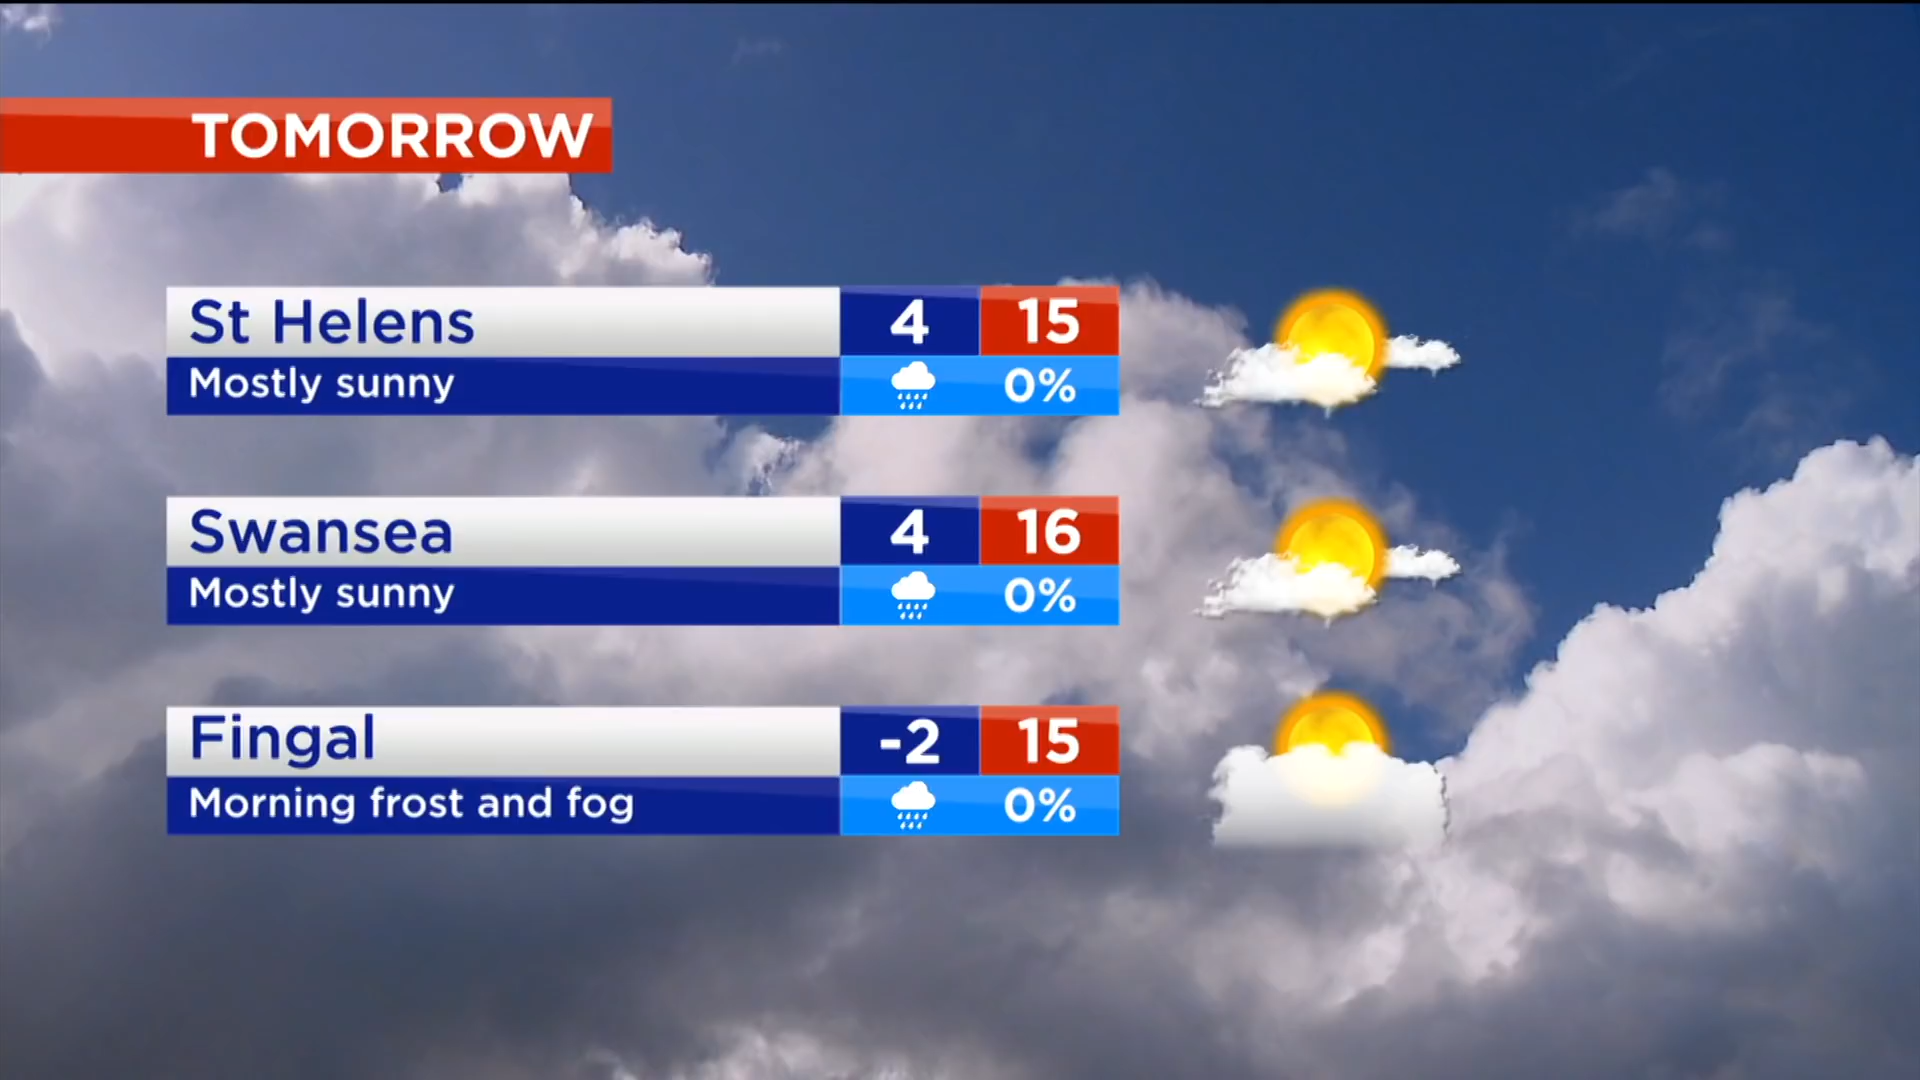 TOMORROW
St Helens 4 15
Mostly sunny 0%
Swansea 4 16
Mostly sunny 0%
Fingal -2 15
Morning frost and fog 0%